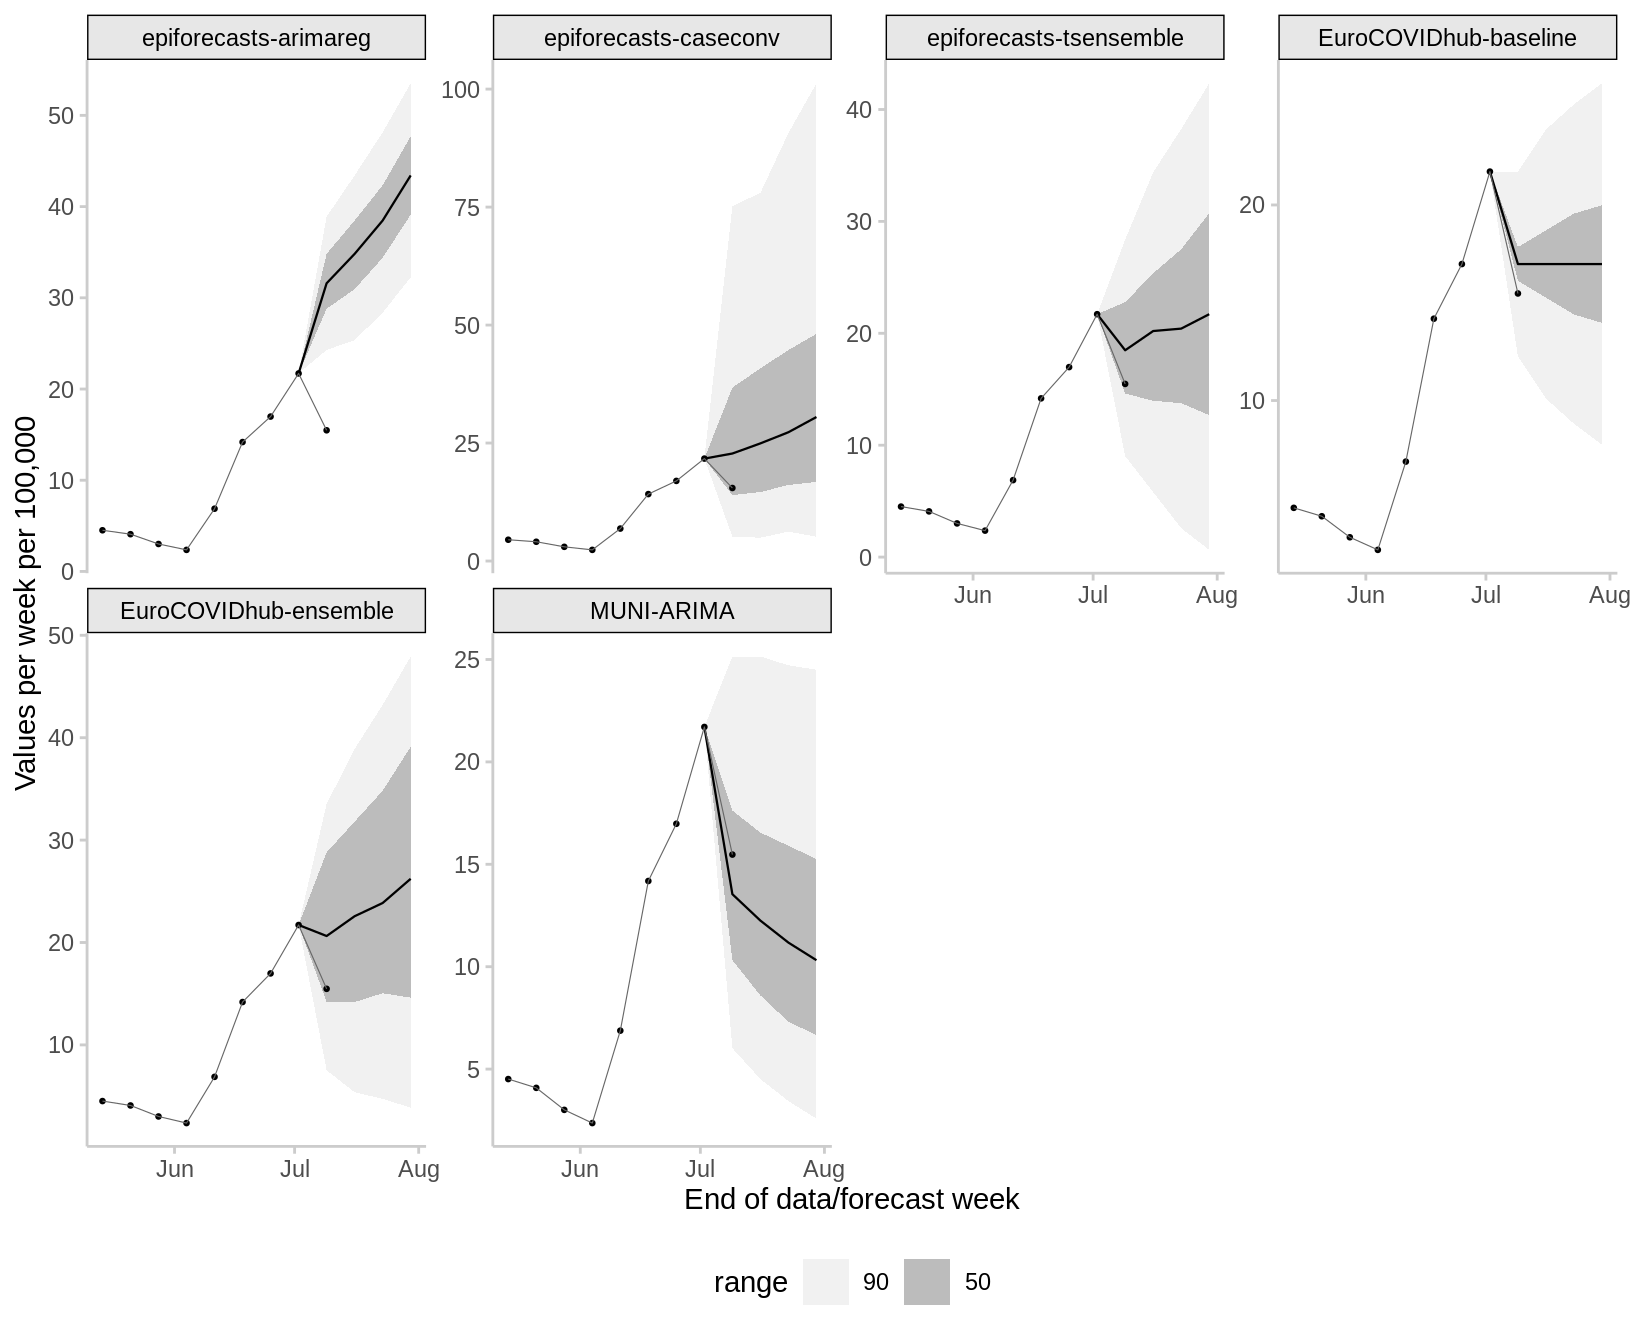 epiforecasts-arimareg
epiforecasts-caseconv
epiforecasts-tsensemble
EuroCOVIDhub-baseline
50
40
30
20
10
0
100
75
50
25
0
40
30
20
10
0
20
10
Jun Jul Aug
Jun Jul Aug
Values per week per 100,000
EuroCOVIDhub-ensemble
MUNI-ARIMA
50
40
30
20
10
25
20
15
10
5
Jun Jul Aug
Jun Jul Aug
End of data/forecast week
range 90 50